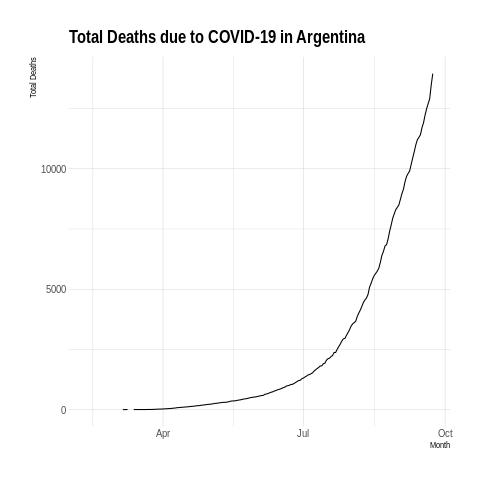 Total Deaths due to COVID-19 in Argentina
Total Deaths
10000
5000
0
Apr
Jul
Oct
Month